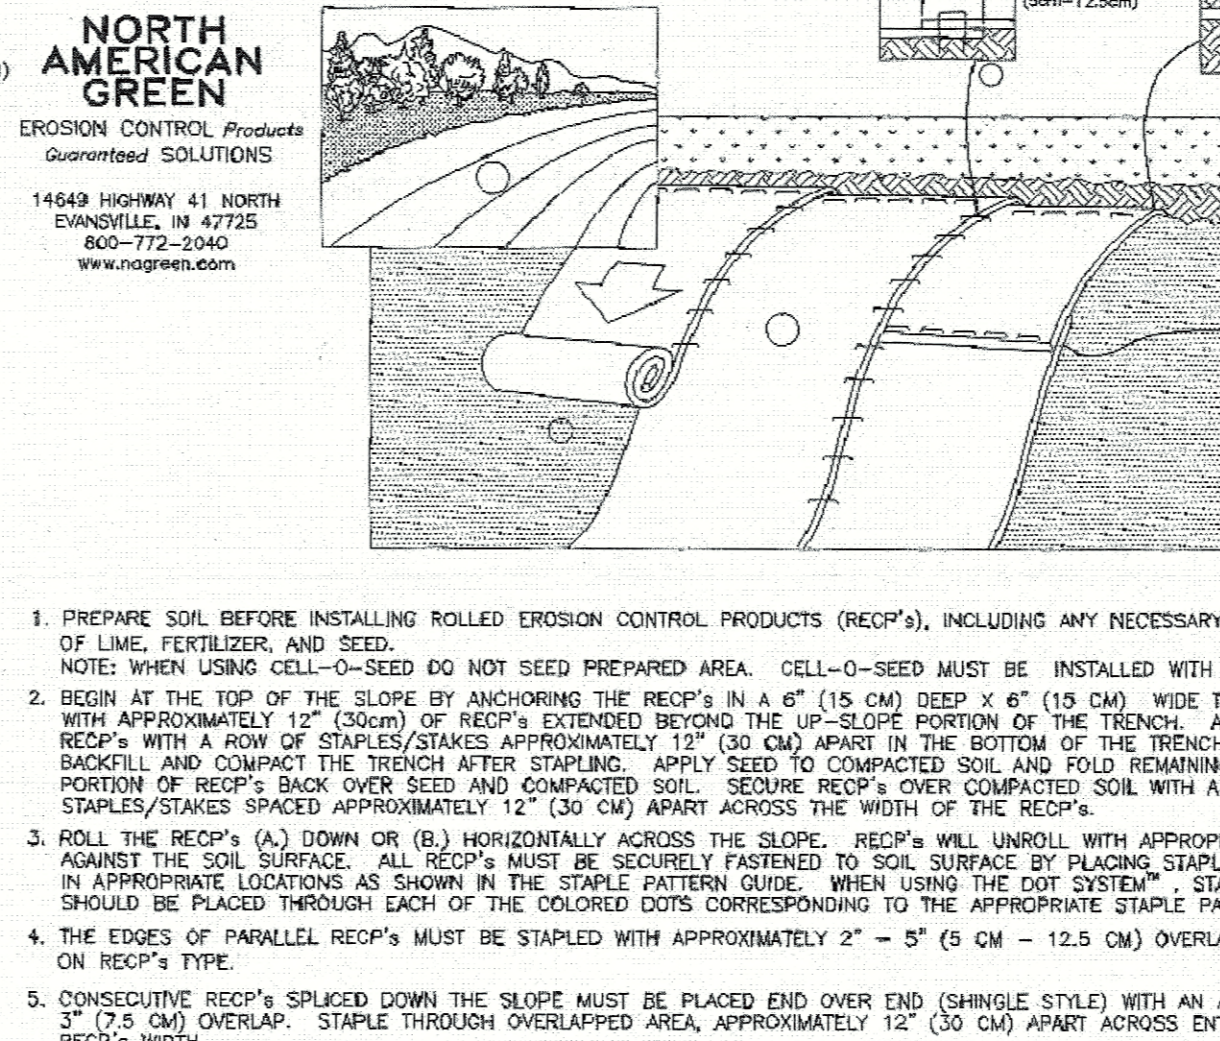 (5cm-12.5cm)
NORTH
AMERICAN
GREEN
EROSION CONTROL Products
Guaranteed SOLUTIONS
14649 HIGHWAY 41 NORTH
EVANSVILLE, IN 47725
800-772-2040
www.nagreen.com
1. PREPARE SOIL BEFORE INSTALLING ROLLED EROSION CONTROL PRODUCTS (RECP's), INCLUDING ANY NECESSARY
OF LIME, FERTILIZER, AND SEED.
NOTE: WHEN USING CELL-O-SEED DO NOT SEED PREPARED AREA. CELL-O-SEED MUST BE INSTALLED WITH
2. BEGIN AT THE TOP OF THE SLOPE BY ANCHORING THE RECP's IN A 6" (15 CM) DEEP X 6" (15 CM) WIDE
WITH APPROXIMATELY 12" (30cm) OF RECP's EXTENDED BEYOND THE UP-SLOPE PORTION OF THE TRENCH.
RECP's WITH A ROW OF STAPLES/STAKES APPROXIMATELY 12" (30 CM) APART IN THE BOTTOM OF THE TRENCH
BACKFILL AND COMPACT THE TRENCH AFTER STAPLING. APPLY SEED TO COMPACTED SOIL AND FOLD REMAINING
PORTION OF RECP's BACK OVER SEED AND COMPACTED SOIL. SECURE RECP's OVER COMPACTED SOIL WITH A
STAPLES/STAKES SPACED APPROXIMATELY 12" (30 CM) APART ACROSS THE WIDTH OF THE RECP's.
3. ROLL THE RECP's (A.) DOWN OR (B.) HORIZONTALLY ACROSS THE SLOPE. RECP's WILL UNROLL WITH APPROP
AGAINST THE SOIL SURFACE. ALL RECP's MUST BE SECURELY FASTENED TO SOIL SURFACE BY PLACING STAPL
IN APPROPRIATE LOCATIONS AS SHOWN IN THE STAPLE PATTERN GUIDE. WHEN USING THE DOT SYSTEM™, STA
SHOULD BE PLACED THROUGH EACH OF THE COLORED DOTS CORRESPONDING TO THE APPROPRIATE STAPLE PA
4. THE EDGES OF PARALLEL RECP's MUST BE STAPLED WITH APPROXIMATELY 2" - 5" (5 CM - 12.5 CM) OVERLA
ON RECP's TYPE.
5. CONSECUTIVE RECP's SPLICED DOWN THE SLOPE MUST BE PLACED END OVER END (SHINGLE STYLE) WITH AN
3" (7.5 CM) OVERLAP. STAPLE THROUGH OVERLAPPED AREA, APPROXIMATELY 12" (30 CM) APART ACROSS ENT
RECP's WIDTH